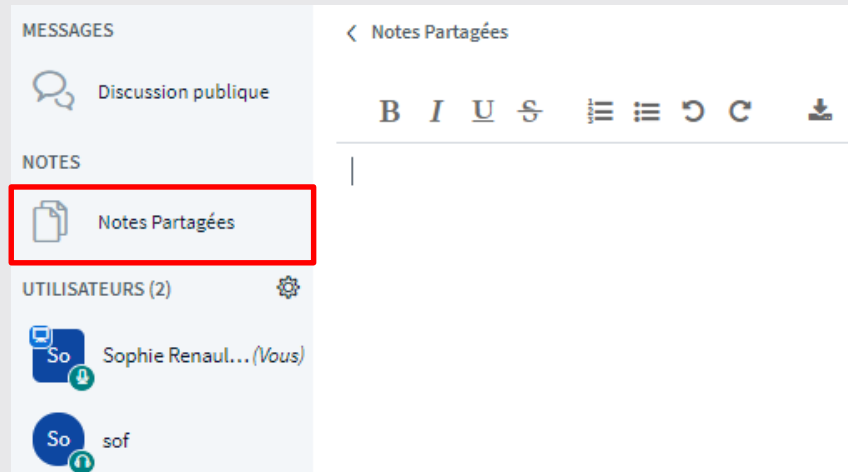 MESSAGES
Discussion publique
NOTES
Notes Partagées
UTILISATEURS (2)
So
Sophie Renaul... (Vous)
So
sof
Notes Partagées
B I U S